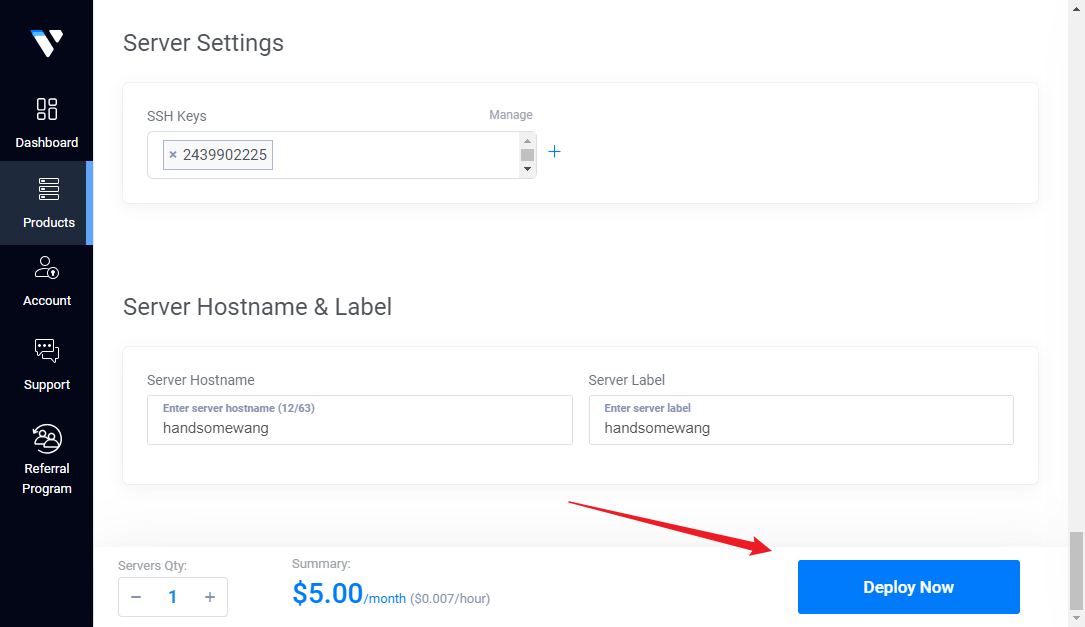 Dashboard
Products
Account
Support
Referral
Program
Server Settings
SSH Keys
Manage
× 2439902225
+
Server Hostname & Label
Server Hostname
Enter server hostname (12/63)
handsomewang
Server Label
Enter server label
handsomewang
Servers Qty:
− 1 +
Summary:
$5.00/month ($0.007/hour)
Deploy Now